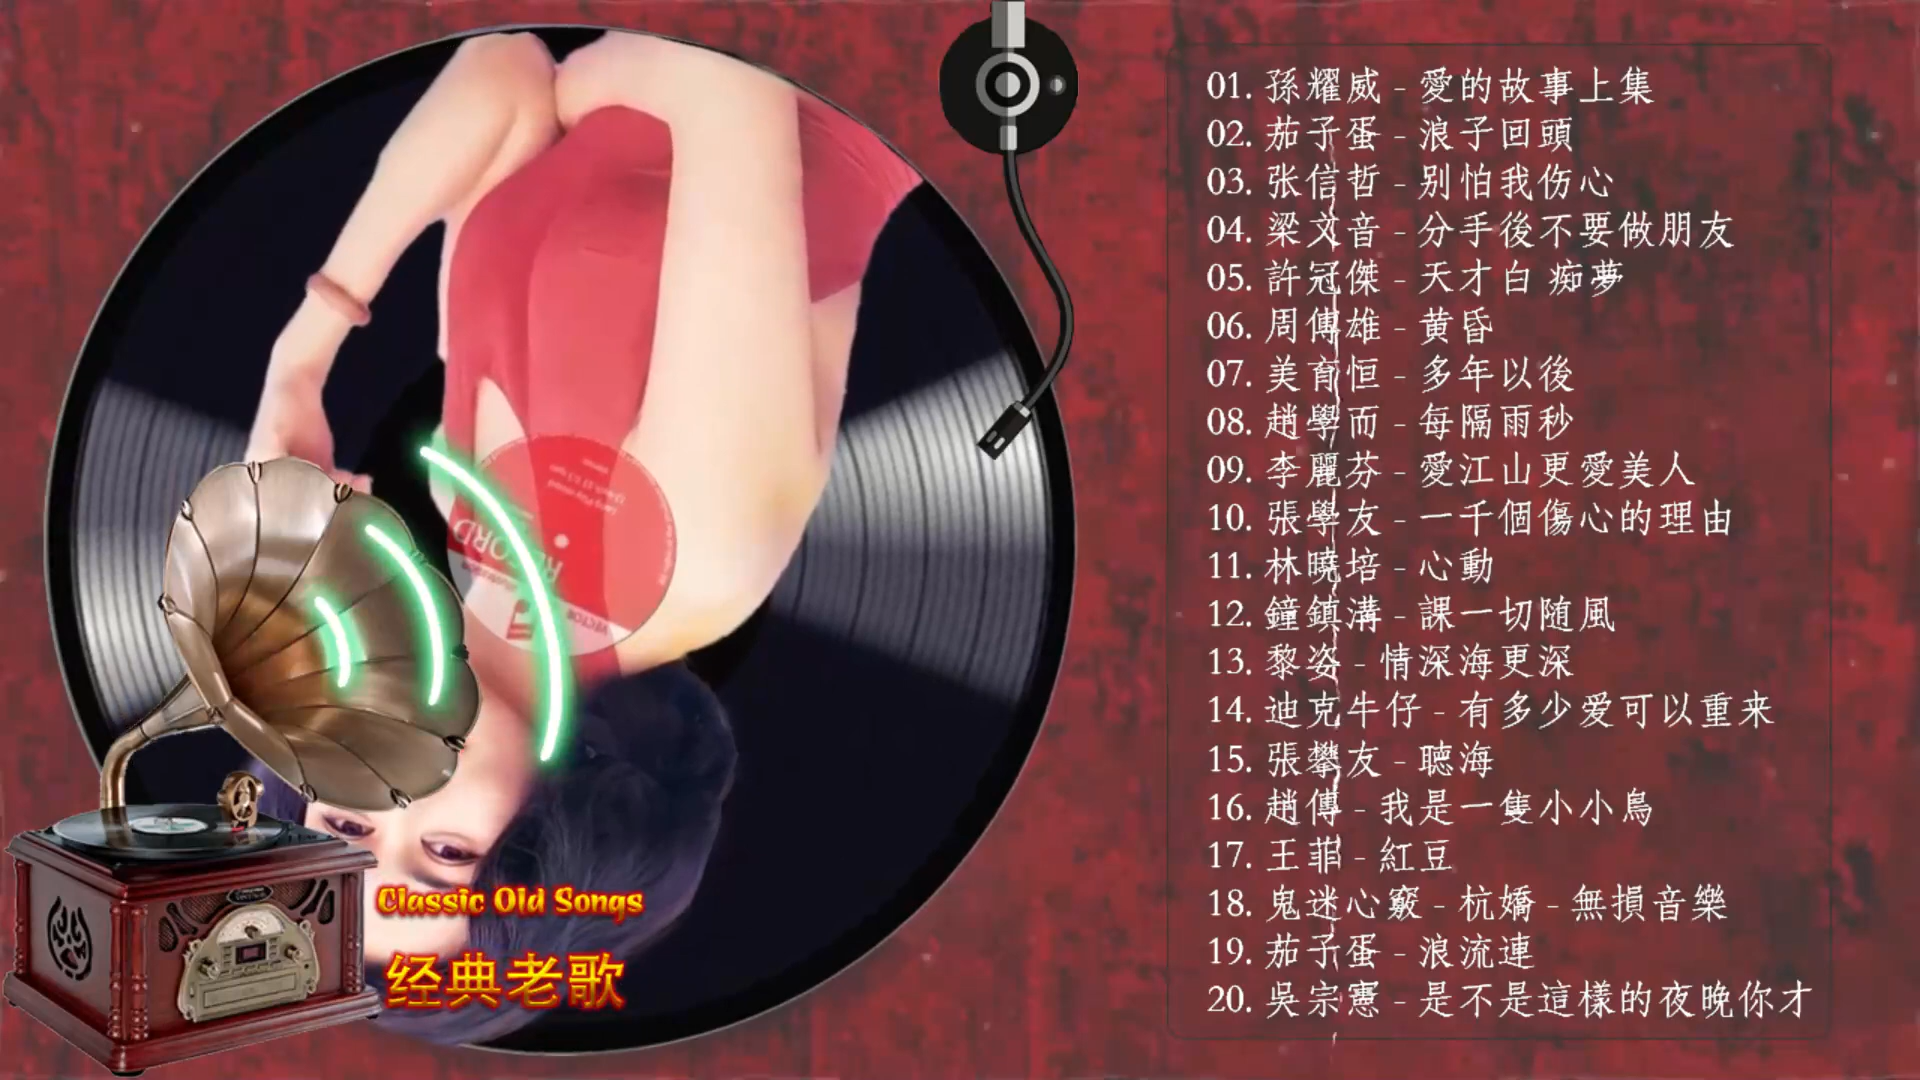 01. 孫耀威 - 愛的故事上集
02. 茄子蛋 - 浪子回頭
03. 张信哲 - 别怕我伤心
04. 梁文音 - 分手後不要做朋友
05. 許冠傑 - 天才白 痴夢
06. 周傳雄 - 黄昏
07. 美育恒 - 多年以後
08. 趙學而 - 每隔雨秒
09. 李麗芬 - 愛江山更愛美人
10. 張學友 - 一千個傷心的理由
11. 林曉培 - 心動
12. 鐘鎮溝 - 課一切随風
13. 黎姿 - 情深海更深
14. 迪克牛仔 - 有多少爱可以重来
15. 張攀友 - 聴海
16. 趙傳 - 我是一隻小小鳥
17. 王菲 - 紅豆
18. 鬼迷心竅 - 杭嬌 - 無損音樂
19. 茄子蛋 - 浪流連
20. 吳宗憲 - 是不是這樣的夜晚你才
RECORD
VECTOR
Classic Old Songs
经典老歌